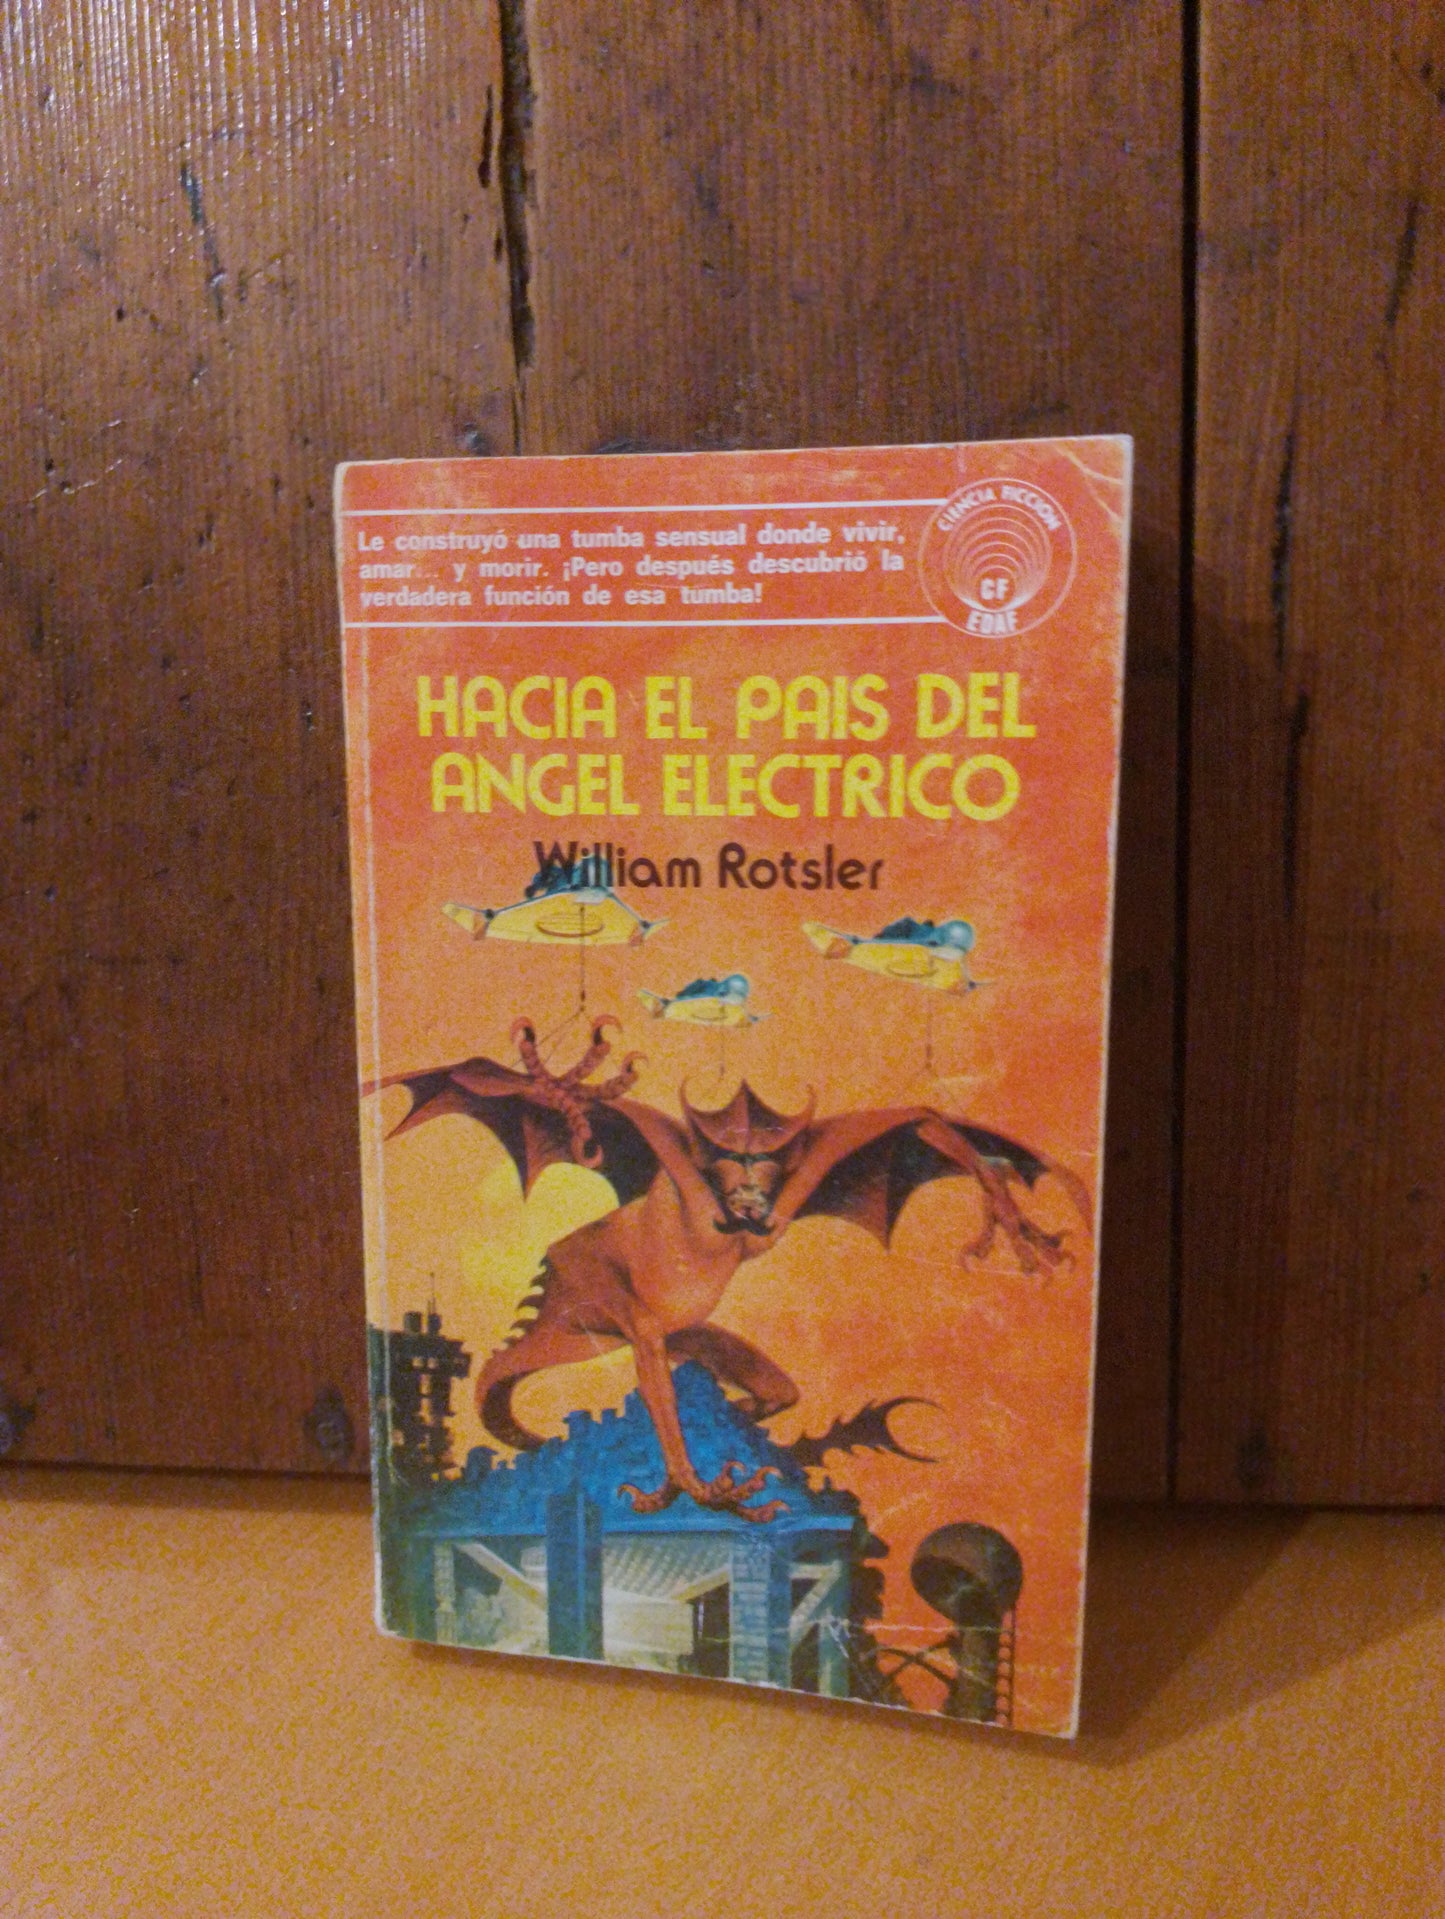 Le construyó una tumba sensual donde vivir,
amar... y morir. ¡Pero después descubrió la
verdadera función de esa tumba!
CIENCIA FICCION
CF
EDAF
HACIA EL PAIS DEL
ANGEL ELECTRICO
William Rotsler